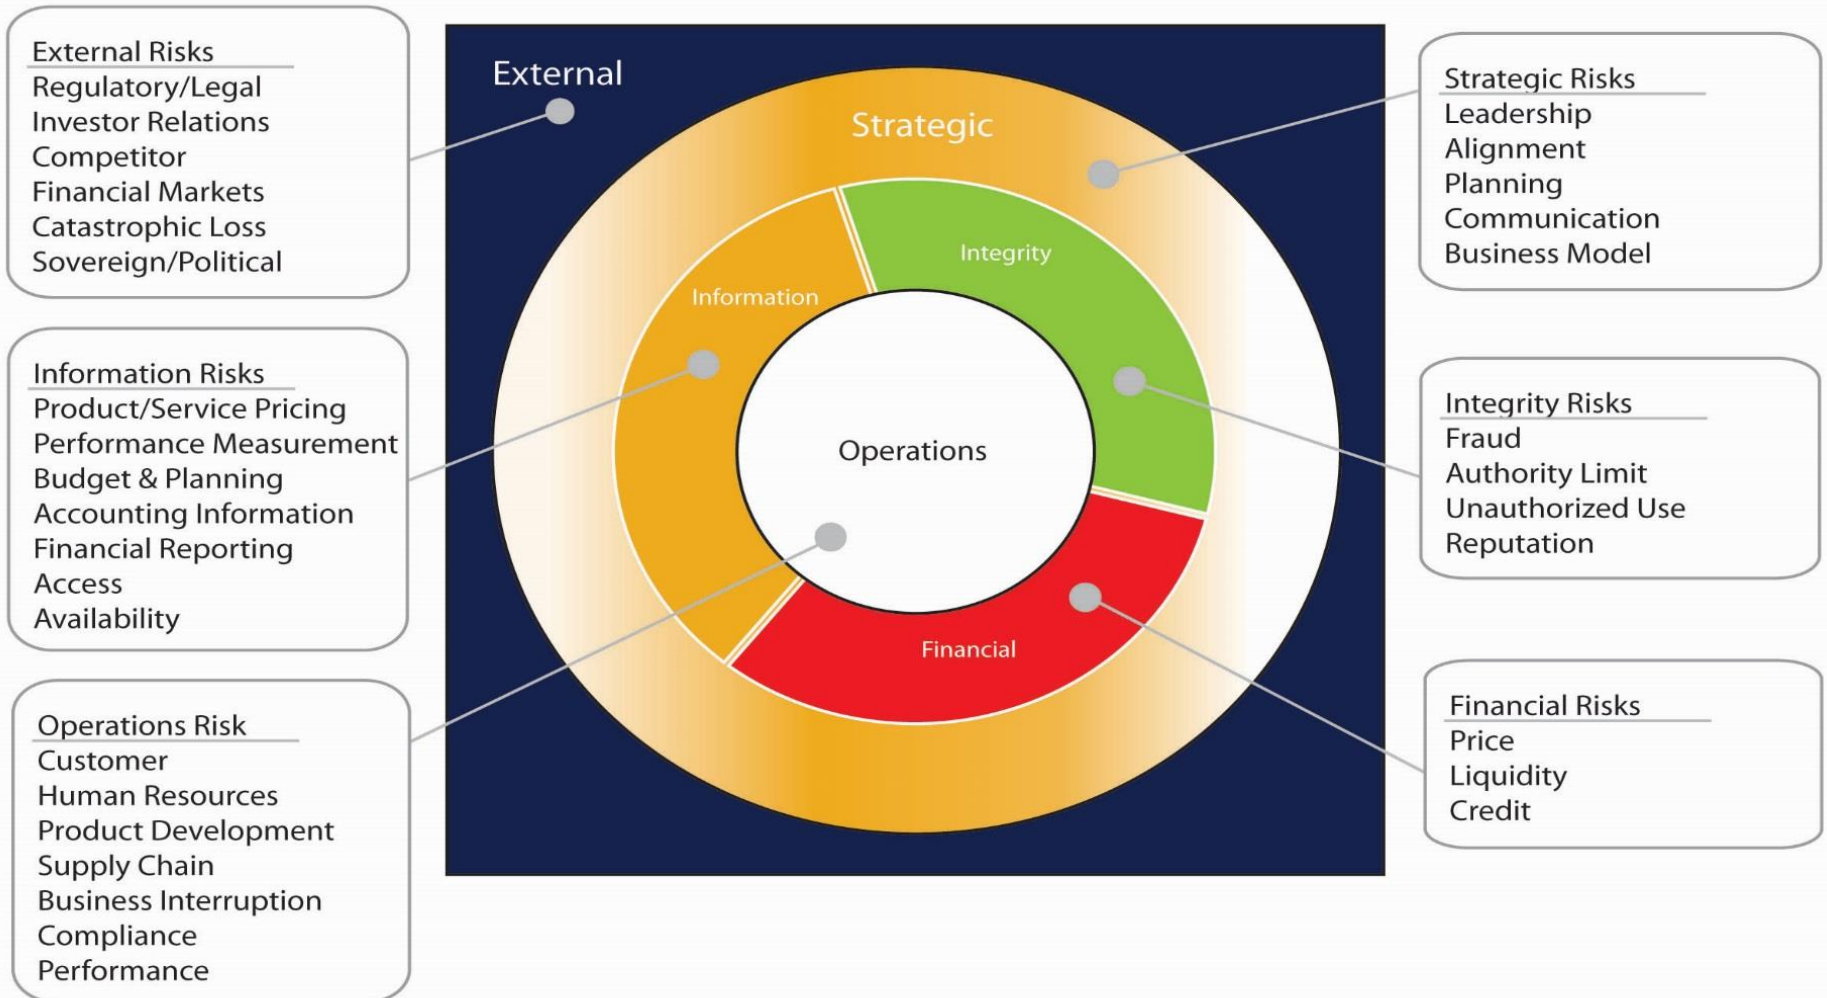 External Risks
Regulatory/Legal
Investor Relations
Competitor
Financial Markets
Catastrophic Loss
Sovereign/Political
Information Risks
Product/Service Pricing
Performance Measurement
Budget & Planning
Accounting Information
Financial Reporting
Access
Availability
Operations Risk
Customer
Human Resources
Product Development
Supply Chain
Business Interruption
Compliance
Performance
External
Strategic
Integrity
Information
Operations
Financial
Strategic Risks
Leadership
Alignment
Planning
Communication
Business Model
Integrity Risks
Fraud
Authority Limit
Unauthorized Use
Reputation
Financial Risks
Price
Liquidity
Credit